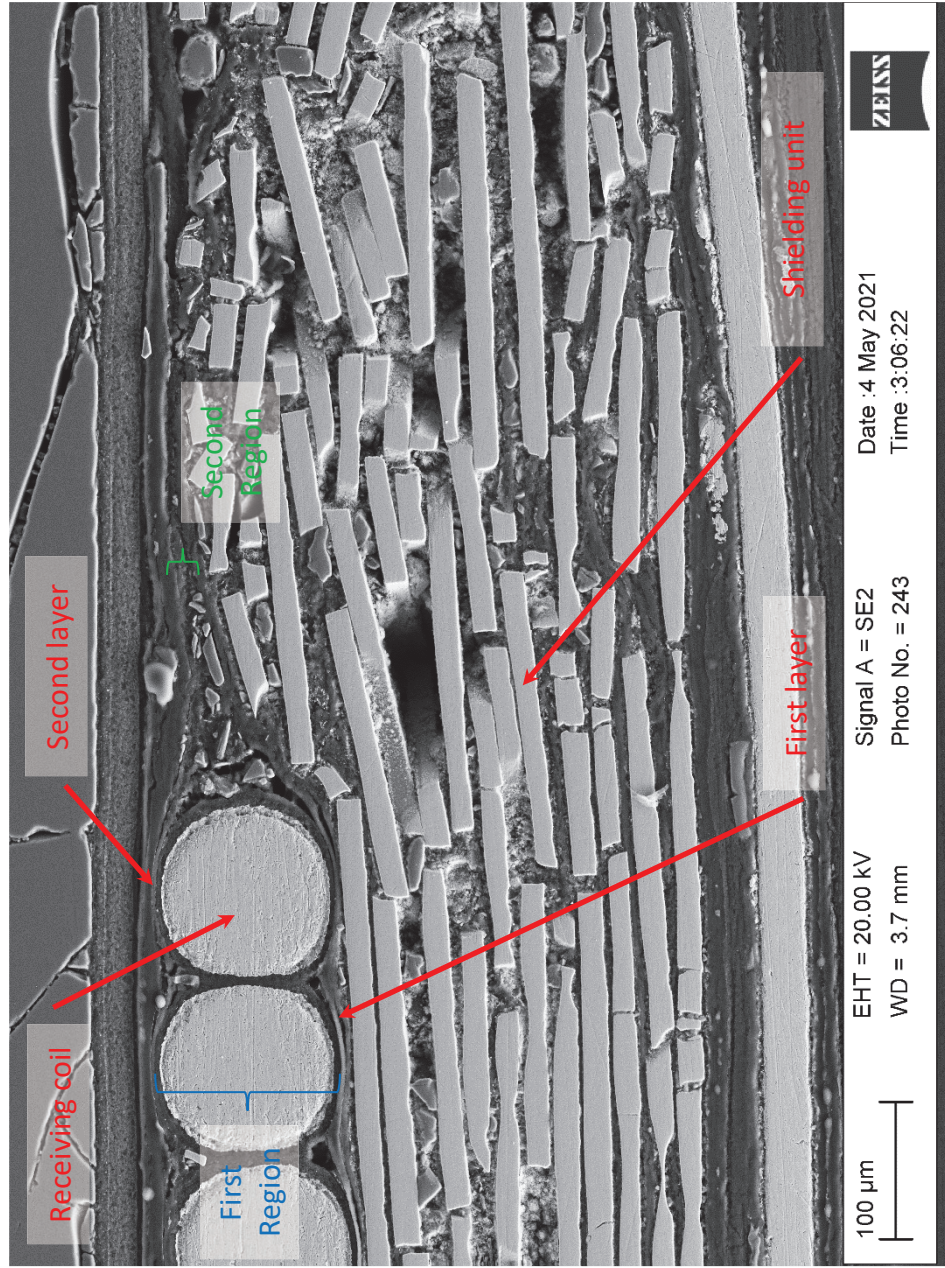 Receiving coil
Second layer
First
Region
Second
Region
First layer
Shielding unit
100 µm
EHT = 20.00 kV
WD = 3.7 mm
Signal A = SE2
Photo No. = 243
Date :4 May 2021
Time :3:06:22
ZEISS